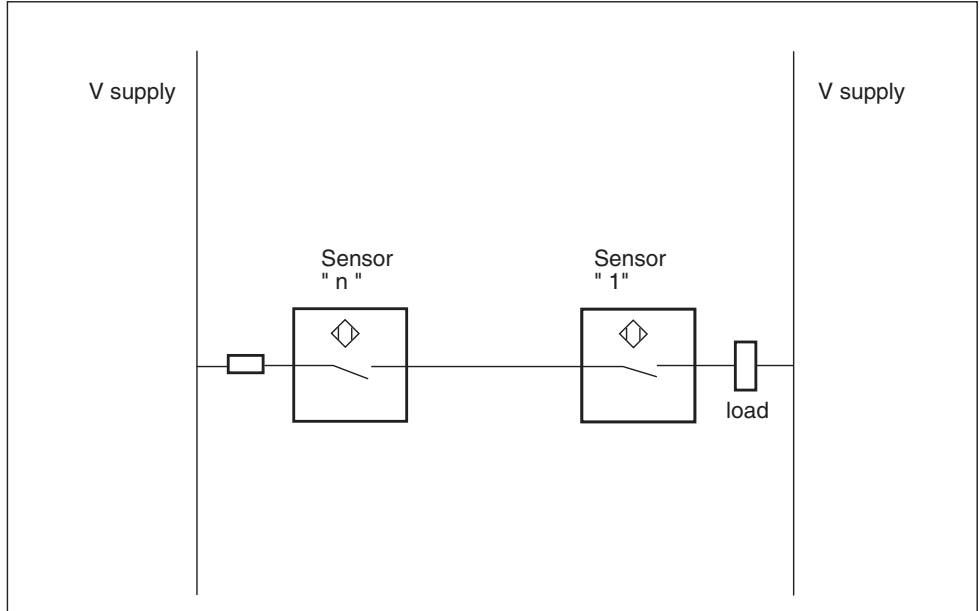 V supply
V supply
Sensor
" n "
Sensor
" 1"
load